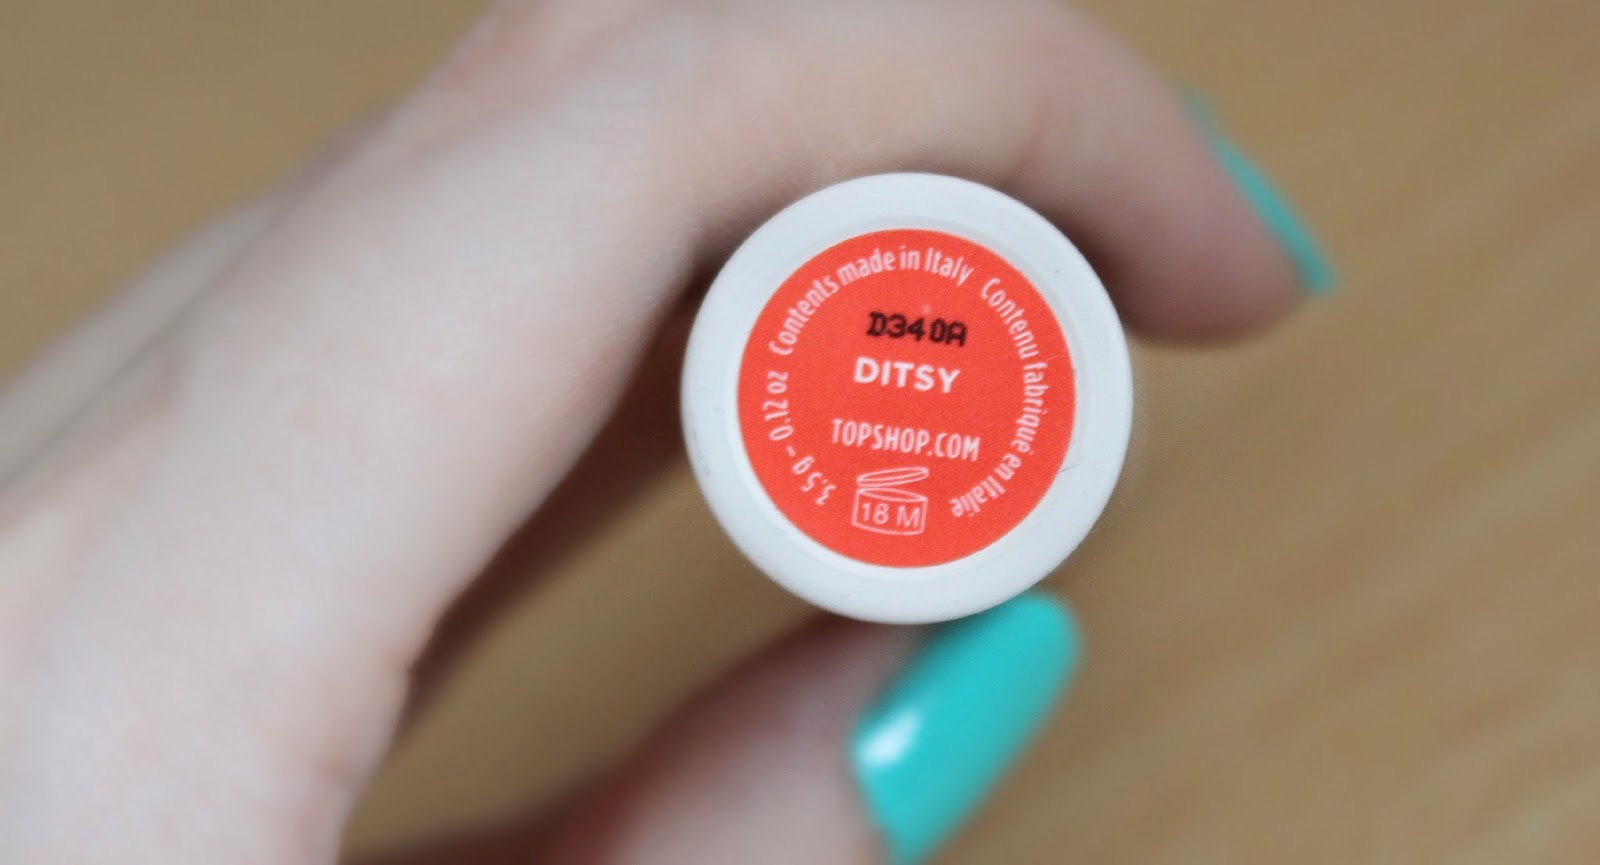 3,5 g – 0.12 oz Contents made in Italy Contenu fabriqué en Italie
D340A
DITSY
TOPSHOP.COM
18 M